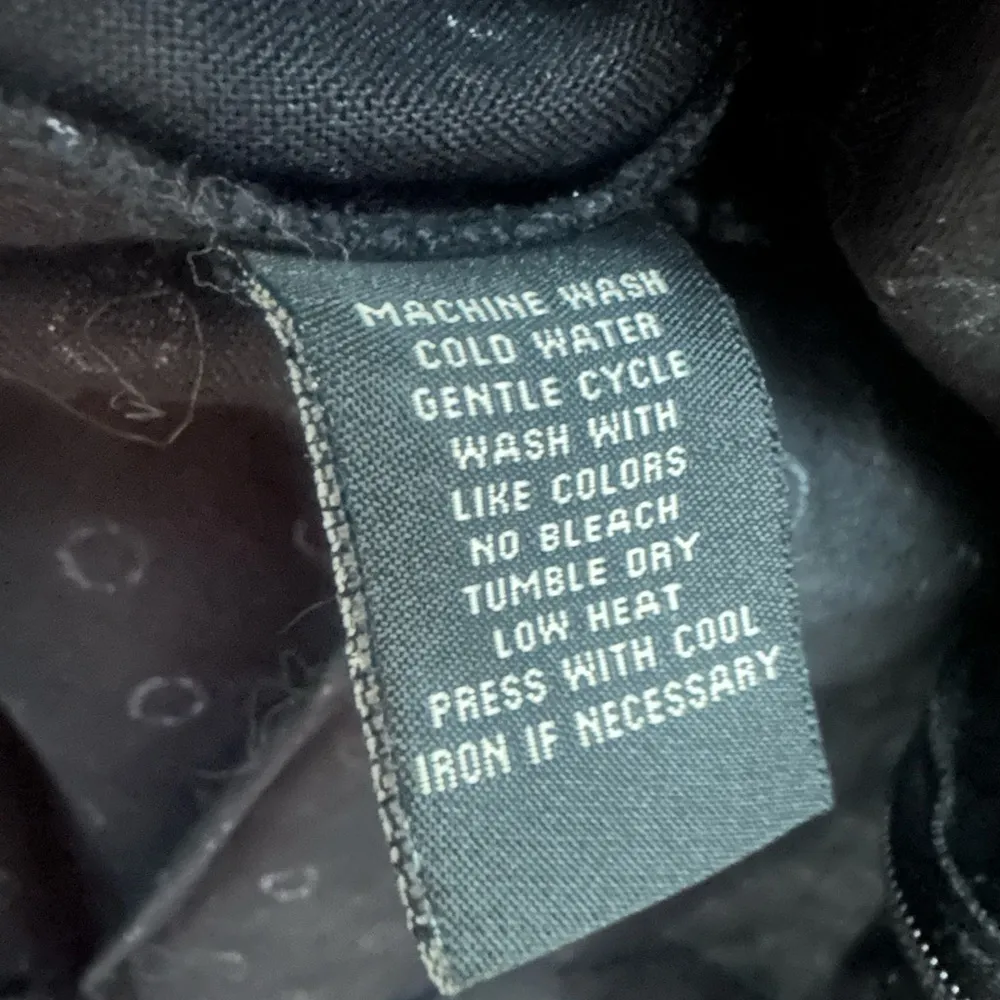 MACHINE WASH
COLD WATER
GENTLE CYCLE
WASH WITH
LIKE COLORS
NO BLEACH
TUMBLE DRY
LOW HEAT
PRESS WITH COOL
IRON IF NECESSARY